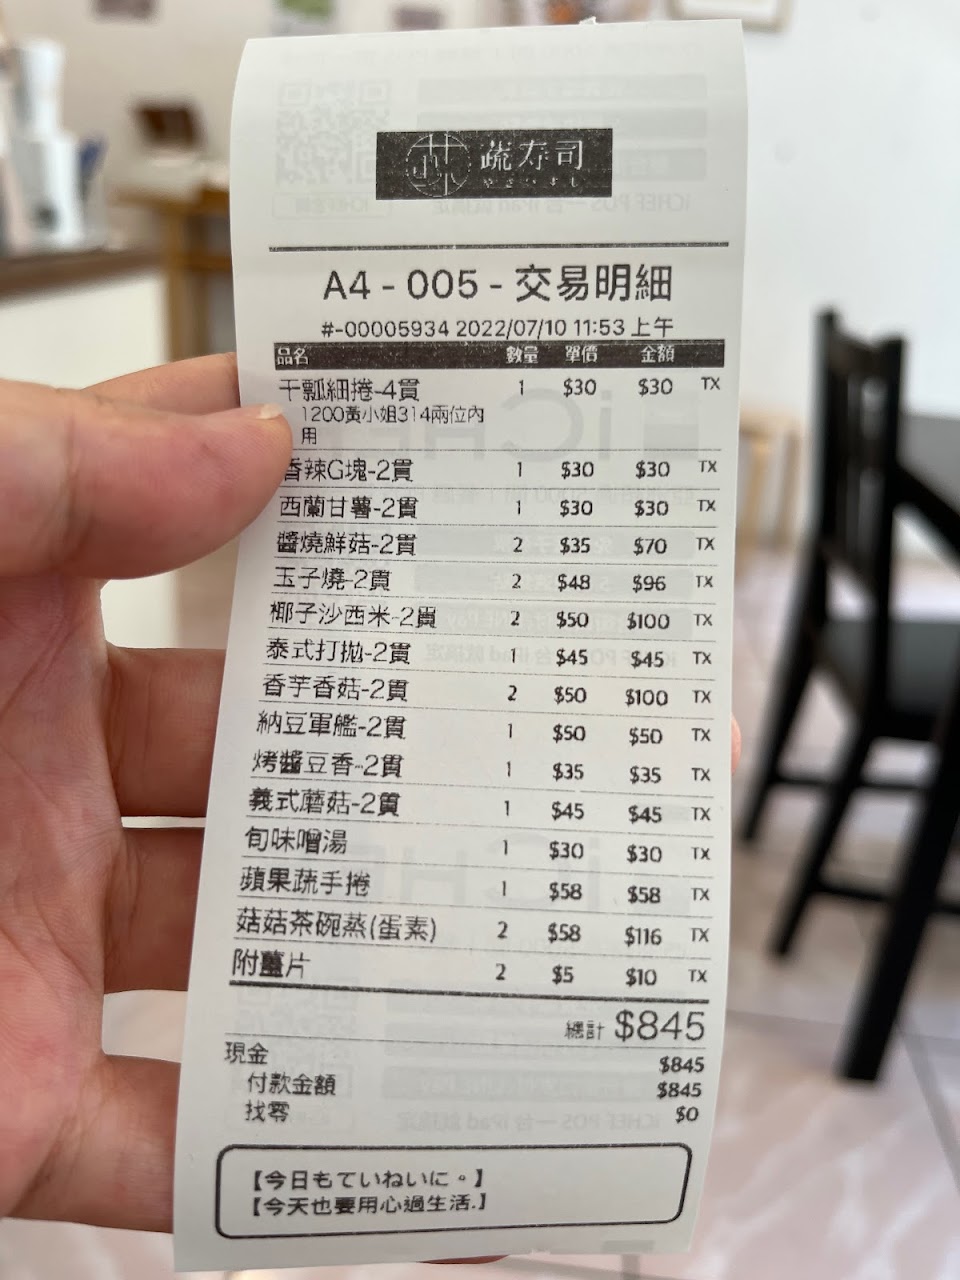 蔬寿司
やさいすし
A4 - 005 - 交易明細
#-00005934 2022/07/10 11:53 上午
品名 數量 單價 金額
干瓢細捲-4貫 1 $30 $30 TX
1200黃小姐314兩位內
用
香辣G塊-2貫 1 $30 $30 TX
西蘭甘薯-2貫 1 $30 $30 TX
醬燒鮮菇-2貫 2 $35 $70 TX
玉子燒-2貫 2 $48 $96 TX
椰子沙西米-2貫 2 $50 $100 TX
泰式打拋-2貫 1 $45 $45 TX
香芋香菇-2貫 2 $50 $100 TX
納豆軍艦-2貫 1 $50 $50 TX
烤醬豆香-2貫 1 $35 $35 TX
義式蘑菇-2貫 1 $45 $45 TX
旬味噌湯 1 $30 $30 TX
蘋果蔬手捲 1 $58 $58 TX
菇菇茶碗蒸(蛋素) 2 $58 $116 TX
附薑片 2 $5 $10 TX
總計 $845
現金 $845
付款金額 $845
找零 $0
【今日もていねいに。】
【今天也要用心過生活.】